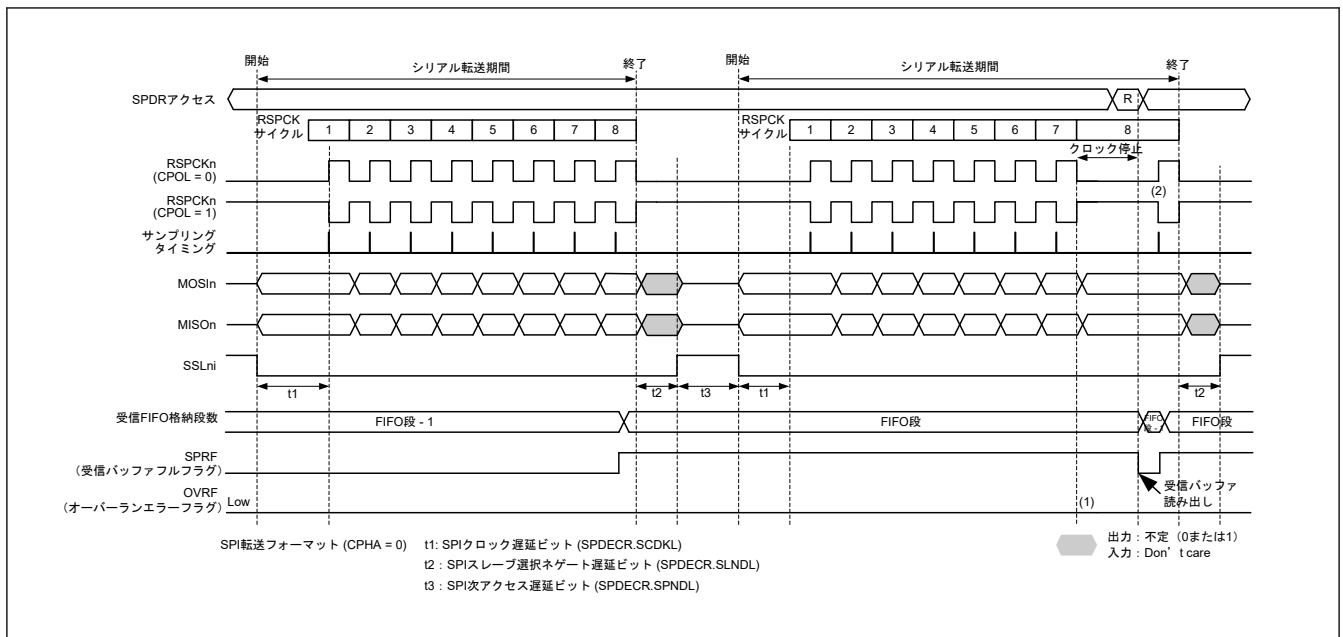 開始 終了 開始 終了
シリアル転送期間 シリアル転送期間
SPDRアクセス R
RSPCK
サイクル 1 2 3 4 5 6 7 8
RSPCK
サイクル 1 2 3 4 5 6 7 8
クロック停止
RSPCKn
(CPOL = 0)
(2)
RSPCKn
(CPOL = 1)
サンプリング
タイミング
MOSIn
MISOn
SSLni
t1 t2 t3 t1 t2
受信FIFO格納段数 FIFO段 - 1 FIFO段 FIFO
段 - 1 FIFO段
SPRF
(受信バッファフルフラグ)
受信バッファ
読み出し
OVRF
(オーバーランエラーフラグ) Low (1)
SPI転送フォーマット (CPHA = 0) t1: SPIクロック遅延ビット (SPDECR.SCDKL)
t2 : SPIスレーブ選択ネゲート遅延ビット (SPDECR.SLNDL)
t3 : SPI次アクセス遅延ビット (SPDECR.SPNDL)
出力 : 不定 (0または1)
入力 : Don't care